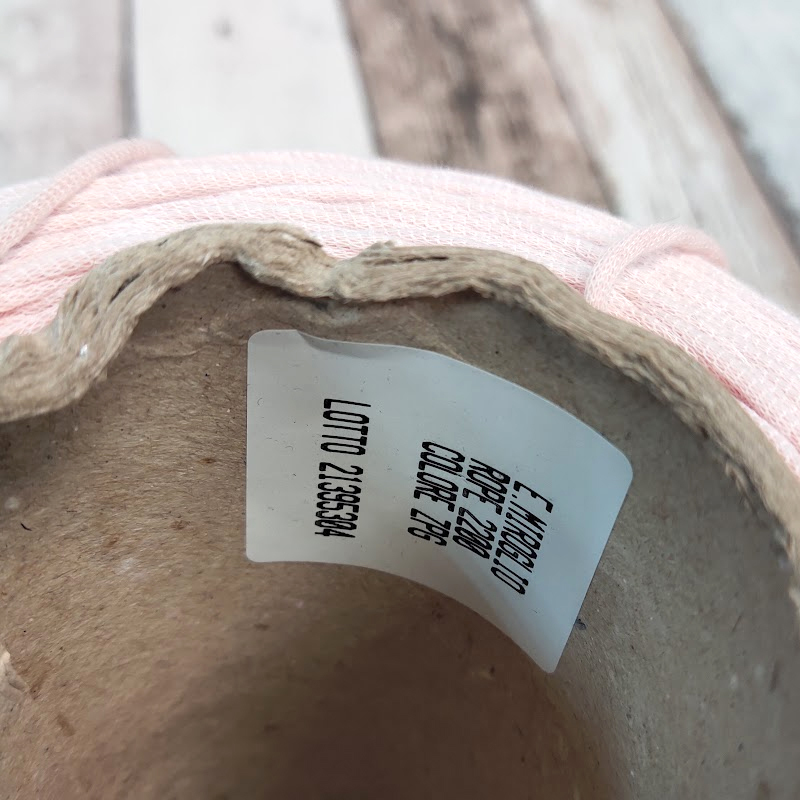 E.MIROGLIO
ROPE 2200
COLORE ZPG
LOTTO 21395304